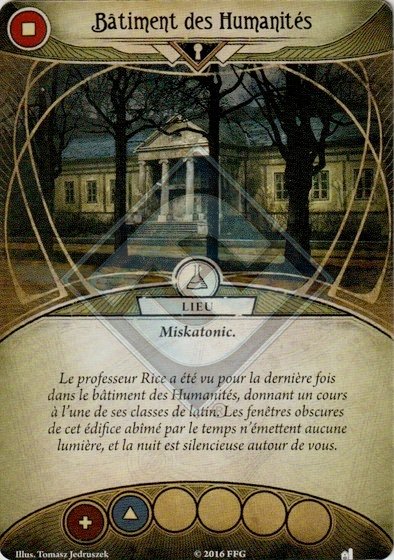 Bâtiment des Humanités
LIEU
Miskatonic.
Le professeur Rice a été vu pour la dernière fois
dans le bâtiment des Humanités, donnant un cours
à l'une de ses classes de latin. Les fenêtres obscures
de cet édifice abîmé par le temps n'émettent aucune
lumière, et la nuit est silencieuse autour de vous.
Illus. Tomasz Jedruszek
© 2016 FFG